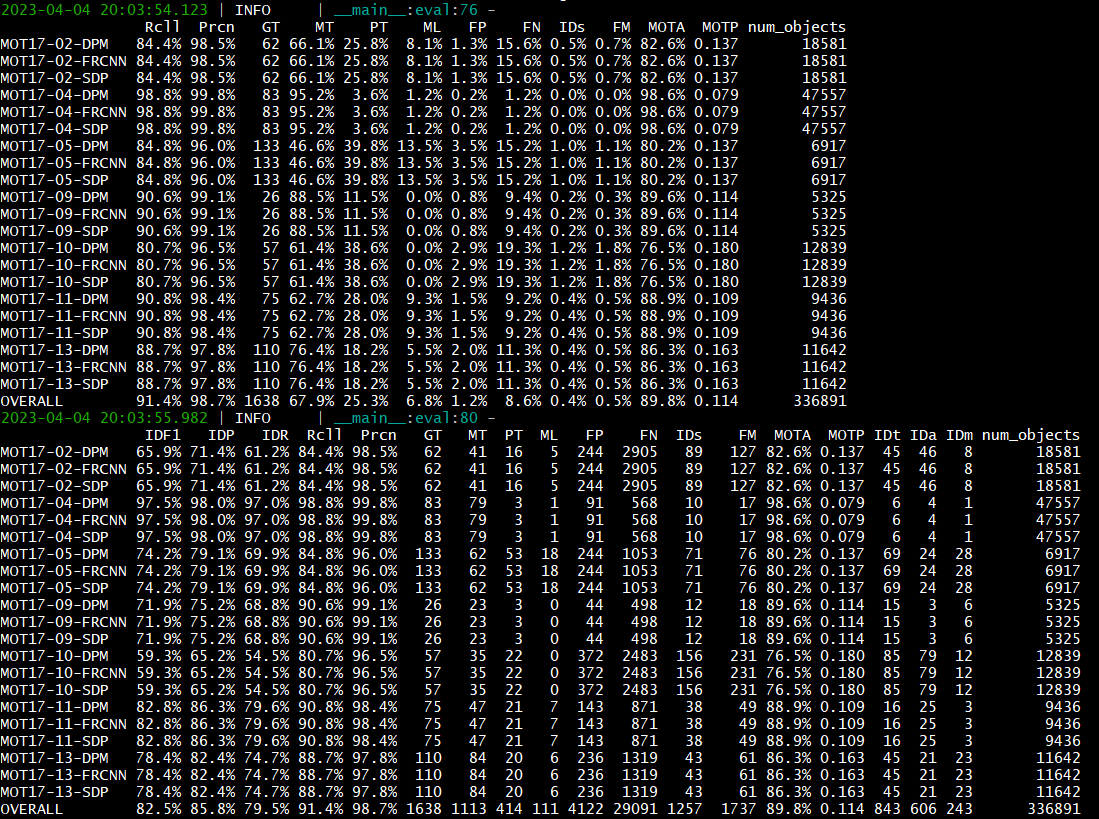 2023-04-04 20:03:54.123 | INFO     | __main__:eval:76 -
Rcll Prcn GT MT PT ML FP FN IDs FM MOTA MOTP num_objects
MOT17-02-DPM 84.4% 98.5% 62 66.1% 25.8% 8.1% 1.3% 15.6% 0.5% 0.7% 82.6% 0.137 18581
MOT17-02-FRCNN 84.4% 98.5% 62 66.1% 25.8% 8.1% 1.3% 15.6% 0.5% 0.7% 82.6% 0.137 18581
MOT17-02-SDP 84.4% 98.5% 62 66.1% 25.8% 8.1% 1.3% 15.6% 0.5% 0.7% 82.6% 0.137 18581
MOT17-04-DPM 98.8% 99.8% 83 95.2% 3.6% 1.2% 0.2% 1.2% 0.0% 0.0% 98.6% 0.079 47557
MOT17-04-FRCNN 98.8% 99.8% 83 95.2% 3.6% 1.2% 0.2% 1.2% 0.0% 0.0% 98.6% 0.079 47557
MOT17-04-SDP 98.8% 99.8% 83 95.2% 3.6% 1.2% 0.2% 1.2% 0.0% 0.0% 98.6% 0.079 47557
MOT17-05-DPM 84.8% 96.0% 133 46.6% 39.8% 13.5% 3.5% 15.2% 1.0% 1.1% 80.2% 0.137 6917
MOT17-05-FRCNN 84.8% 96.0% 133 46.6% 39.8% 13.5% 3.5% 15.2% 1.0% 1.1% 80.2% 0.137 6917
MOT17-05-SDP 84.8% 96.0% 133 46.6% 39.8% 13.5% 3.5% 15.2% 1.0% 1.1% 80.2% 0.137 6917
MOT17-09-DPM 90.6% 99.1% 26 88.5% 11.5% 0.0% 0.8% 9.4% 0.2% 0.3% 89.6% 0.114 5325
MOT17-09-FRCNN 90.6% 99.1% 26 88.5% 11.5% 0.0% 0.8% 9.4% 0.2% 0.3% 89.6% 0.114 5325
MOT17-09-SDP 90.6% 99.1% 26 88.5% 11.5% 0.0% 0.8% 9.4% 0.2% 0.3% 89.6% 0.114 5325
MOT17-10-DPM 80.7% 96.5% 57 61.4% 38.6% 0.0% 2.9% 19.3% 1.2% 1.8% 76.5% 0.180 12839
MOT17-10-FRCNN 80.7% 96.5% 57 61.4% 38.6% 0.0% 2.9% 19.3% 1.2% 1.8% 76.5% 0.180 12839
MOT17-10-SDP 80.7% 96.5% 57 61.4% 38.6% 0.0% 2.9% 19.3% 1.2% 1.8% 76.5% 0.180 12839
MOT17-11-DPM 90.8% 98.4% 75 62.7% 28.0% 9.3% 1.5% 9.2% 0.4% 0.5% 88.9% 0.109 9436
MOT17-11-FRCNN 90.8% 98.4% 75 62.7% 28.0% 9.3% 1.5% 9.2% 0.4% 0.5% 88.9% 0.109 9436
MOT17-11-SDP 90.8% 98.4% 75 62.7% 28.0% 9.3% 1.5% 9.2% 0.4% 0.5% 88.9% 0.109 9436
MOT17-13-DPM 88.7% 97.8% 110 76.4% 18.2% 5.5% 2.0% 11.3% 0.4% 0.5% 86.3% 0.163 11642
MOT17-13-FRCNN 88.7% 97.8% 110 76.4% 18.2% 5.5% 2.0% 11.3% 0.4% 0.5% 86.3% 0.163 11642
MOT17-13-SDP 88.7% 97.8% 110 76.4% 18.2% 5.5% 2.0% 11.3% 0.4% 0.5% 86.3% 0.163 11642
OVERALL 91.4% 98.7% 1638 67.9% 25.3% 6.8% 1.2% 8.6% 0.4% 0.5% 89.8% 0.114 336891
2023-04-04 20:03:55.982 | INFO     | __main__:eval:80 -
IDF1 IDP IDR Rcll Prcn GT MT PT ML FP FN IDs FM MOTA MOTP IDt IDa IDm num_objects
MOT17-02-DPM 65.9% 71.4% 61.2% 84.4% 98.5% 62 41 16 5 244 2905 89 127 82.6% 0.137 45 46 8 18581
MOT17-02-FRCNN 65.9% 71.4% 61.2% 84.4% 98.5% 62 41 16 5 244 2905 89 127 82.6% 0.137 45 46 8 18581
MOT17-02-SDP 65.9% 71.4% 61.2% 84.4% 98.5% 62 41 16 5 244 2905 89 127 82.6% 0.137 45 46 8 18581
MOT17-04-DPM 97.5% 98.0% 97.0% 98.8% 99.8% 83 79 3 1 91 568 10 17 98.6% 0.079 6 4 1 47557
MOT17-04-FRCNN 97.5% 98.0% 97.0% 98.8% 99.8% 83 79 3 1 91 568 10 17 98.6% 0.079 6 4 1 47557
MOT17-04-SDP 97.5% 98.0% 97.0% 98.8% 99.8% 83 79 3 1 91 568 10 17 98.6% 0.079 6 4 1 47557
MOT17-05-DPM 74.2% 79.1% 69.9% 84.8% 96.0% 133 62 53 18 244 1053 71 76 80.2% 0.137 69 24 28 6917
MOT17-05-FRCNN 74.2% 79.1% 69.9% 84.8% 96.0% 133 62 53 18 244 1053 71 76 80.2% 0.137 69 24 28 6917
MOT17-05-SDP 74.2% 79.1% 69.9% 84.8% 96.0% 133 62 53 18 244 1053 71 76 80.2% 0.137 69 24 28 6917
MOT17-09-DPM 71.9% 75.2% 68.8% 90.6% 99.1% 26 23 3 0 44 498 12 18 89.6% 0.114 15 3 6 5325
MOT17-09-FRCNN 71.9% 75.2% 68.8% 90.6% 99.1% 26 23 3 0 44 498 12 18 89.6% 0.114 15 3 6 5325
MOT17-09-SDP 71.9% 75.2% 68.8% 90.6% 99.1% 26 23 3 0 44 498 12 18 89.6% 0.114 15 3 6 5325
MOT17-10-DPM 59.3% 65.2% 54.5% 80.7% 96.5% 57 35 22 0 372 2483 156 231 76.5% 0.180 85 79 12 12839
MOT17-10-FRCNN 59.3% 65.2% 54.5% 80.7% 96.5% 57 35 22 0 372 2483 156 231 76.5% 0.180 85 79 12 12839
MOT17-10-SDP 59.3% 65.2% 54.5% 80.7% 96.5% 57 35 22 0 372 2483 156 231 76.5% 0.180 85 79 12 12839
MOT17-11-DPM 82.8% 86.3% 79.6% 90.8% 98.4% 75 47 21 7 143 871 38 49 88.9% 0.109 16 25 3 9436
MOT17-11-FRCNN 82.8% 86.3% 79.6% 90.8% 98.4% 75 47 21 7 143 871 38 49 88.9% 0.109 16 25 3 9436
MOT17-11-SDP 82.8% 86.3% 79.6% 90.8% 98.4% 75 47 21 7 143 871 38 49 88.9% 0.109 16 25 3 9436
MOT17-13-DPM 78.4% 82.4% 74.7% 88.7% 97.8% 110 84 20 6 236 1319 43 61 86.3% 0.163 45 21 23 11642
MOT17-13-FRCNN 78.4% 82.4% 74.7% 88.7% 97.8% 110 84 20 6 236 1319 43 61 86.3% 0.163 45 21 23 11642
MOT17-13-SDP 78.4% 82.4% 74.7% 88.7% 97.8% 110 84 20 6 236 1319 43 61 86.3% 0.163 45 21 23 11642
OVERALL 82.5% 85.8% 79.5% 91.4% 98.7% 1638 1113 414 111 4122 29091 1257 1737 89.8% 0.114 843 606 243 336891